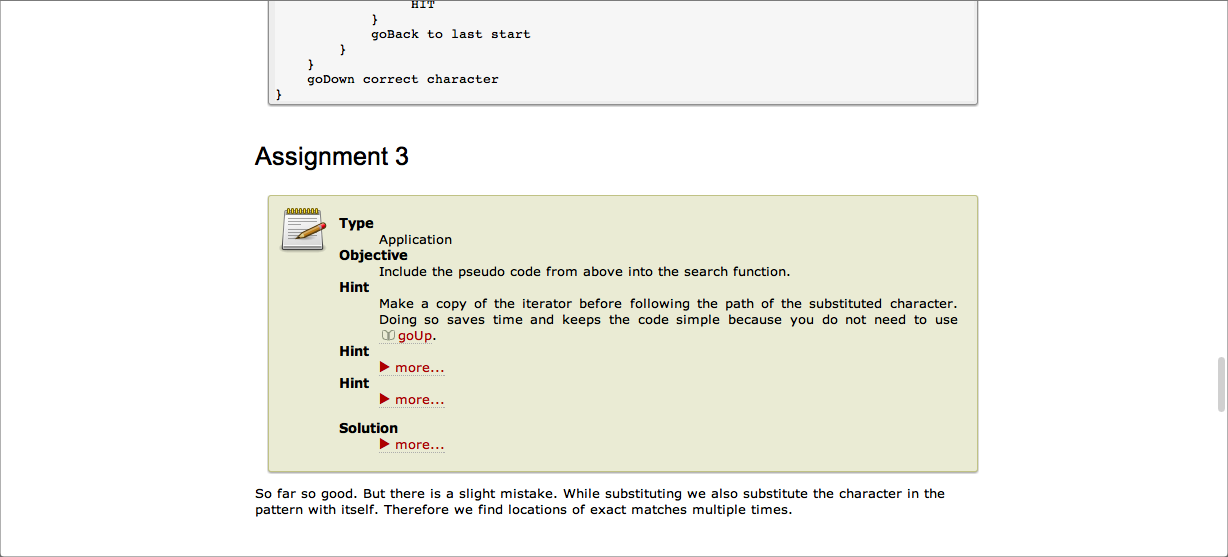 HIT
}
goBack to last start
}
}
goDown correct character
}
Assignment 3
Type
Application
Objective
Include the pseudo code from above into the search function.
Hint
Make a copy of the iterator before following the path of the substituted character.
Doing so saves time and keeps the code simple because you do not need to use
goUp.
Hint
more...
Hint
more...
Solution
more...
So far so good. But there is a slight mistake. While substituting we also substitute the character in the
pattern with itself. Therefore we find locations of exact matches multiple times.